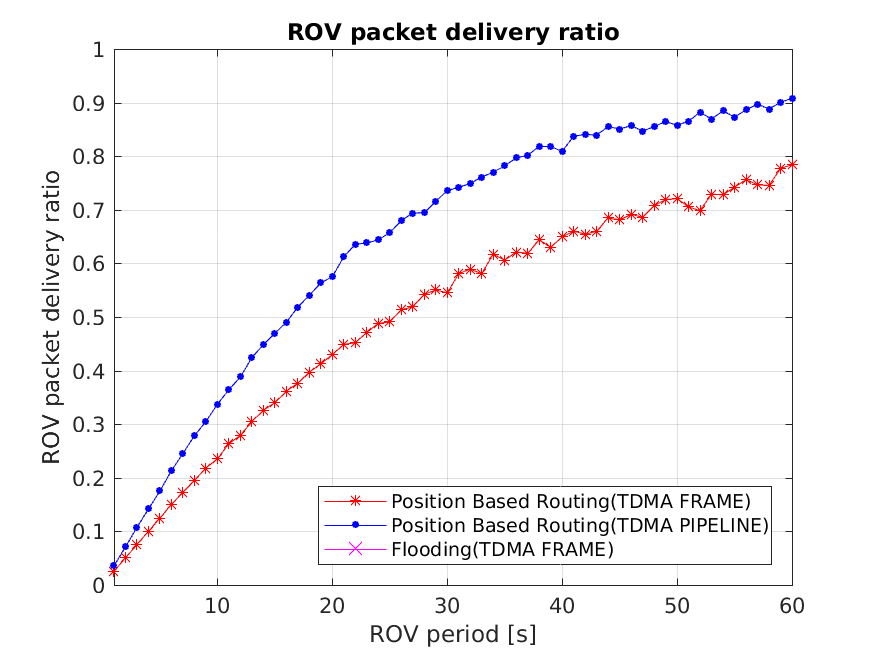 ROV packet delivery ratio
ROV packet delivery ratio
1
0.9
0.8
0.7
0.6
0.5
0.4
0.3
0.2
0.1
0
Position Based Routing(TDMA FRAME)
Position Based Routing(TDMA PIPELINE)
Flooding(TDMA FRAME)
10 20 30 40 50 60
ROV period [s]